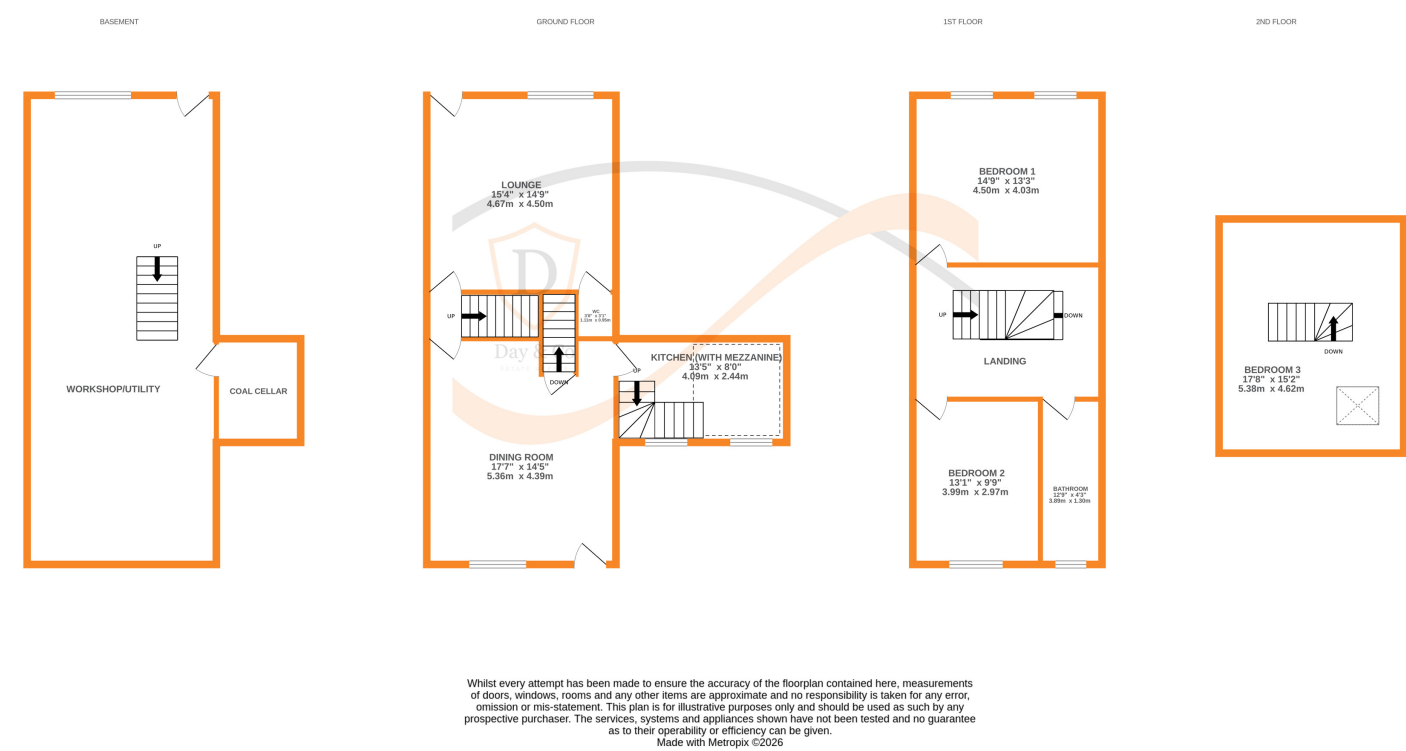 BASEMENT
GROUND FLOOR
1ST FLOOR
2ND FLOOR
UP
WORKSHOP/UTILITY
COAL CELLAR
LOUNGE
15'4" x 14'9"
4.67m x 4.50m
D
Day & Co
UP
DOWN
WC
3'8" x 3'1"
UP
KITCHEN (WITH MEZZANINE)
13'5" x 8'0"
4.09m x 2.44m
DINING ROOM
17'7" x 14'5"
5.36m x 4.39m
BEDROOM 1
14'9" x 13'3"
4.50m x 4.03m
UP
DOWN
LANDING
BEDROOM 2
13'1" x 9'9"
3.99m x 2.97m
BATHROOM
12'9" x 4'3"
3.89m x 1.30m
DOWN
BEDROOM 3
17'8" x 15'2"
5.38m x 4.62m
Whilst every attempt has been made to ensure the accuracy of the floorplan contained here, measurements
of doors, windows, rooms and any other items are approximate and no responsibility is taken for any error,
omission or mis-statement. This plan is for illustrative purposes only and should be used as such by any
prospective purchaser. The services, systems and appliances shown have not been tested and no guarantee
as to their operability or efficiency can be given.
Made with Metropix ©2026